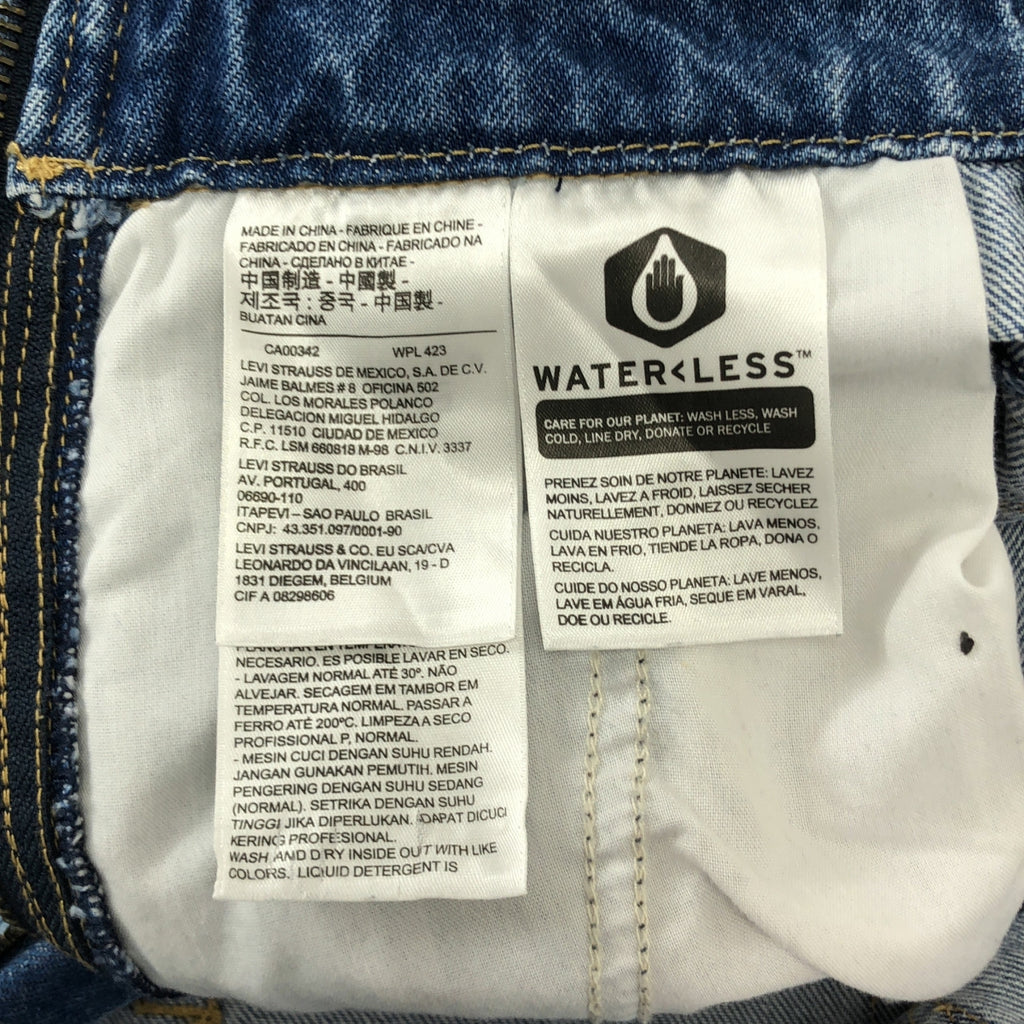 MADE IN CHINA - FABRIQUE EN CHINE -
FABRICADO EN CHINA - FABRICADO NA
CHINA - СДЕЛАНО В КИТАЕ -
中国制造 - 中國製 -
제조국 : 중국 - 中国製 -
BUATAN CINA
CA00342 WPL 423
LEVI STRAUSS DE MEXICO, S.A. DE C.V.
JAIME BALMES # 8 OFICINA 502
COL. LOS MORALES POLANCO
DELEGACION MIGUEL HIDALGO
C.P. 11510 CIUDAD DE MEXICO
R.F.C. LSM 660818 M-98 C.N.I.V. 3337
LEVI STRAUSS DO BRASIL
AV. PORTUGAL, 400
06690-110
ITAPEVI – SAO PAULO BRASIL
CNPJ: 43.351.097/0001-90
LEVI STRAUSS & CO. EU SCA/CVA
LEONARDO DA VINCILAAN, 19 - D
1831 DIEGEM, BELGIUM
CIF A 08298606
PLANCHAR EN
NECESARIO. ES POSIBLE LAVAR EN SECO.
- LAVAGEM NORMAL ATÉ 30º. NÃO
ALVEJAR. SECAGEM EM TAMBOR EM
TEMPERATURA NORMAL. PASSAR A
FERRO ATÉ 200ºC. LIMPEZA A SECO
PROFISSIONAL P, NORMAL.
- MESIN CUCI DENGAN SUHU RENDAH.
JANGAN GUNAKAN PEMUTIH. MESIN
PENGERING DENGAN SUHU SEDANG
(NORMAL). SETRIKA DENGAN SUHU
TINGGI JIKA DIPERLUKAN. DAPAT DICUCI
KERING PROFESIONAL.
WASH AND DRY INSIDE OUT WITH LIKE
COLORS. LIQUID DETERGENT IS
WATER<LESS™
CARE FOR OUR PLANET: WASH LESS, WASH
COLD, LINE DRY, DONATE OR RECYCLE
PRENEZ SOIN DE NOTRE PLANETE: LAVEZ
MOINS, LAVEZ A FROID, LAISSEZ SECHER
NATURELLEMENT, DONNEZ OU RECYCLEZ
CUIDA NUESTRO PLANETA: LAVA MENOS,
LAVA EN FRIO, TIENDE LA ROPA, DONA O
RECICLA.
CUIDE DO NOSSO PLANETA: LAVE MENOS,
LAVE EM ÁGUA FRIA, SEQUE EM VARAL,
DOE OU RECICLE.